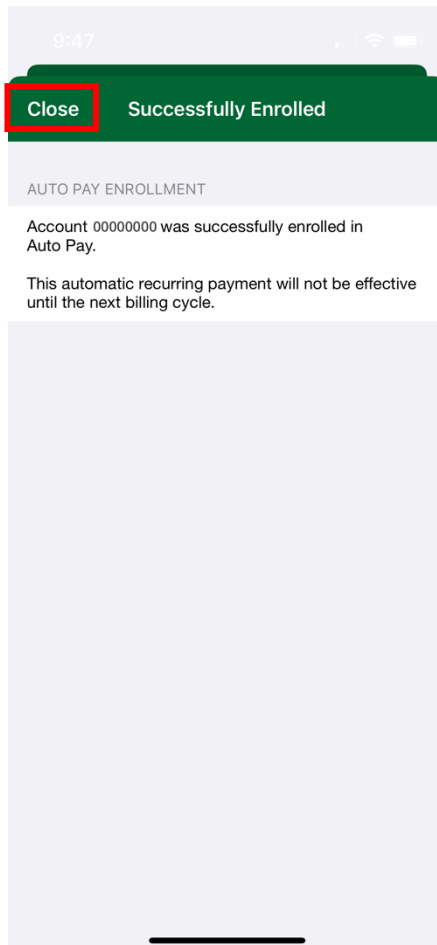 9:47
Close Successfully Enrolled
AUTO PAY ENROLLMENT
Account 00000000 was successfully enrolled in
Auto Pay.
This automatic recurring payment will not be effective
until the next billing cycle.